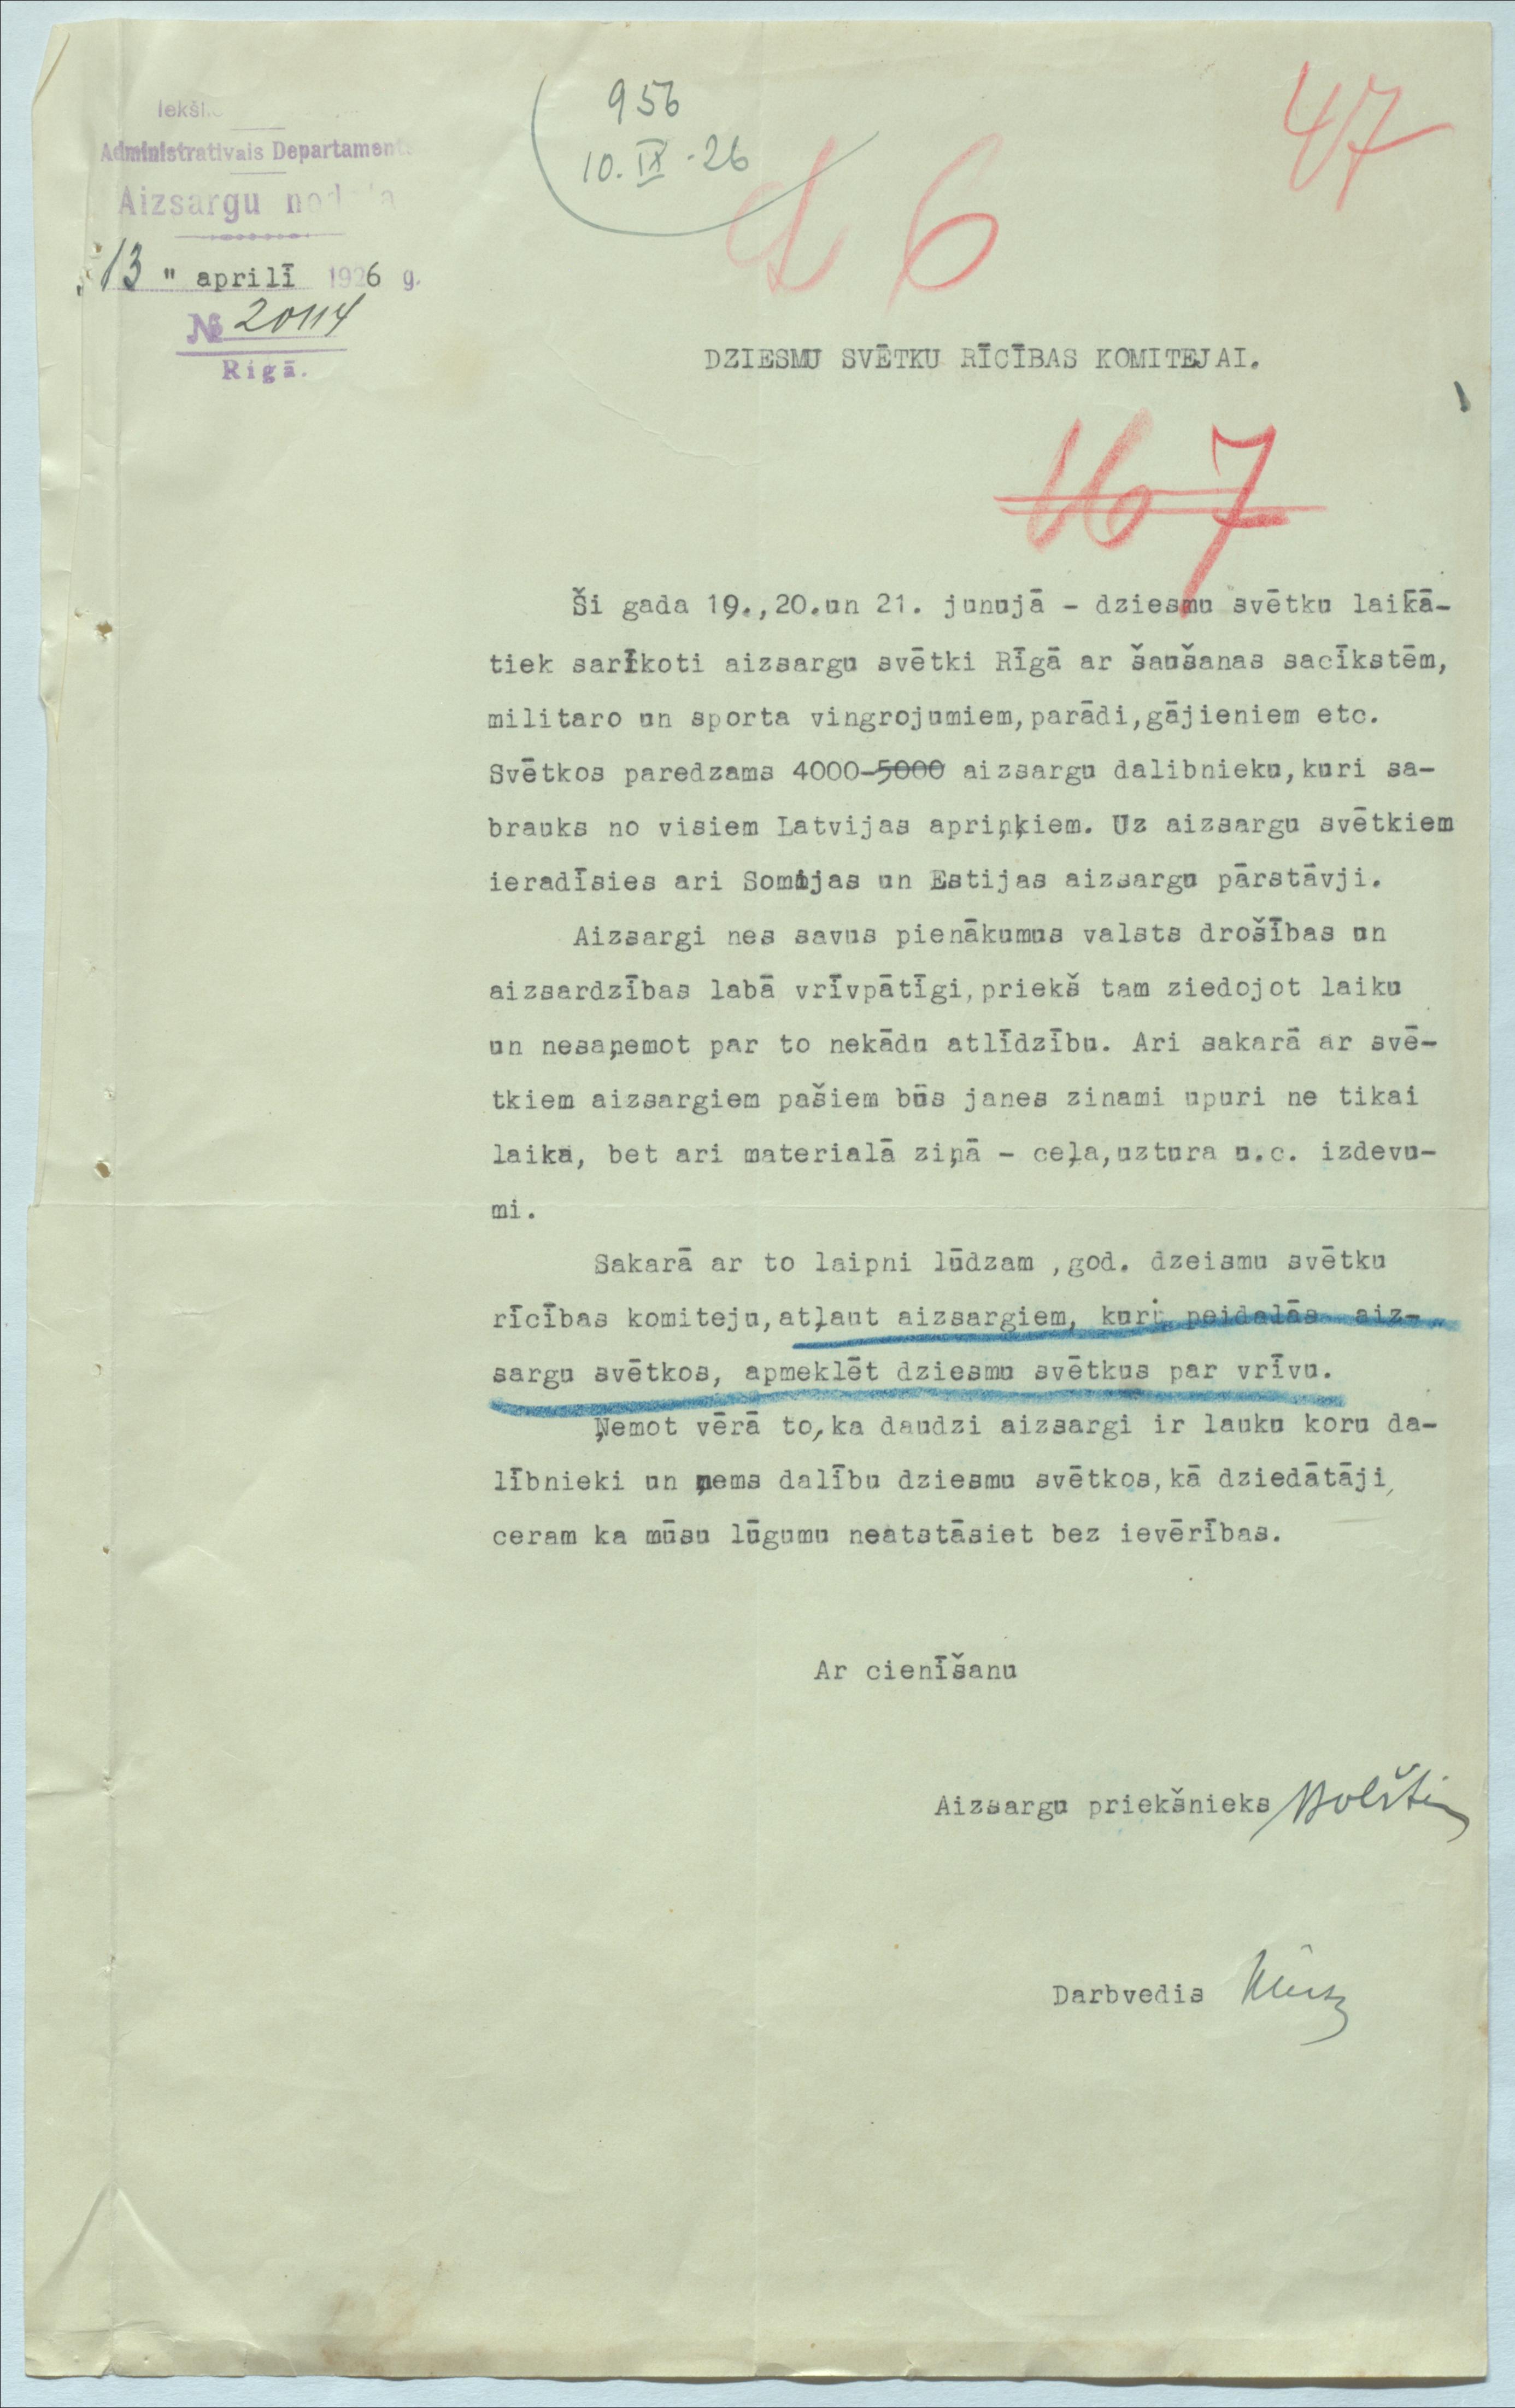 956
10. IX -26
47
Administrativais Departaments
Aizsargu nodaļa
"13" aprilī 1926 g.
№ 20114
Rīgā.
6
DZIESMU SVĒTKU RĪCĪBAS KOMITEJAI.
7
Ši gada 19.,20.un 21. junujā - dziesmu svētku laikā-
tiek sarīkoti aizsargu svētki Rīgā ar šaušanas sacīkstēm,
militaro un sporta vingrojumiem,parādi,gājieniem etc.
Svētkos paredzams 4000-5000 aizsargu dalibnieku,kuri sa-
brauks no visiem Latvijas apriņķiem. Uz aizsargu svētkiem
ieradīsies ari Somijas un Estijas aizsargu pārstāvji.
Aizsargi nes savus pienākumus valsts drošības un
aizsardzības labā vrīvpātīgi,priekš tam ziedojot laiku
un nesaņemot par to nekādu atlīdzību. Ari sakarā ar svē-
tkiem aizsargiem pašiem būs janes zinami upuri ne tikai
laika, bet ari materialā ziņā - ceļa,uztura u.c. izdevu-
mi.
Sakarā ar to laipni lūdzam ,god. dzeismu svētku
rīcības komiteju,atļaut aizsargiem, kuri peidalās aiz-
sargu svētkos, apmeklēt dziesmu svētkus par vrīvu.
Ņemot vērā to,ka daudzi aizsargi ir lauku koru da-
lībnieki un ņems dalību dziesmu svētkos,kā dziedātāji,
ceram ka mūsu lūgumu neatstāsiet bez ievērības.
Ar cienīšanu
Aizsargu priekšnieks
Darbvedis